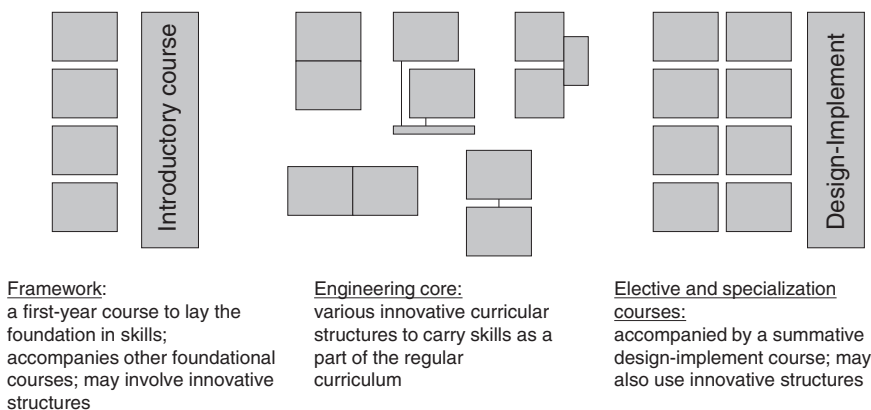 Introductory course
Design-Implement
Framework:
a first-year course to lay the
foundation in skills;
accompanies other foundational
courses; may involve innovative
structures
Engineering core:
various innovative curricular
structures to carry skills as a
part of the regular
curriculum
Elective and specialization
courses:
accompanied by a summative
design-implement course; may
also use innovative structures